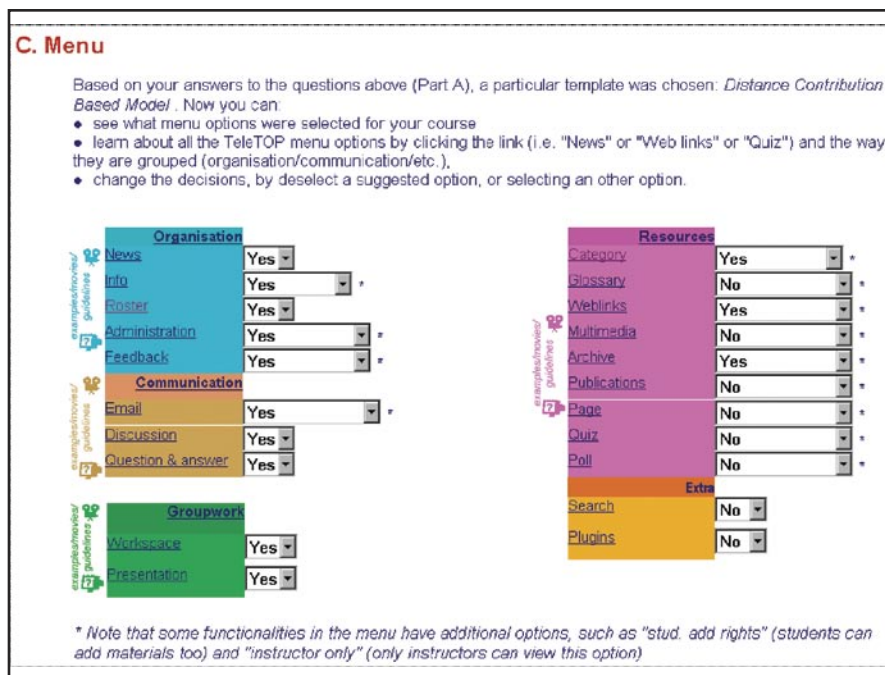 C. Menu
Based on your answers to the questions above (Part A), a particular template was chosen: Distance Contribution
Based Model . Now you can:
• see what menu options were selected for your course
• learn about all the TeleTOP menu options by clicking the link (i.e. "News" or "Web links" or "Quiz") and the way
they are grouped (organisation/communication/etc.),
• change the decisions, by deselect a suggested option, or selecting an other option.
examples/movies/
guidelines
Organisation
News Yes
Info Yes *
Roster Yes
Administration Yes *
Feedback Yes *
examples/movies/
guidelines
Communication
Email Yes *
Discussion Yes
Question & answer Yes
examples/movies/
guidelines
Groupwork
Workspace Yes
Presentation Yes
examples/movies/
guidelines
Resources
Category Yes *
Glossary No *
Weblinks Yes *
Multimedia No *
Archive Yes *
Publications No *
Page No *
Quiz No *
Poll No *
Extra
Search No
Plugins No
* Note that some functionalities in the menu have additional options, such as "stud. add rights" (students can
add materials too) and "instructor only" (only instructors can view this option)